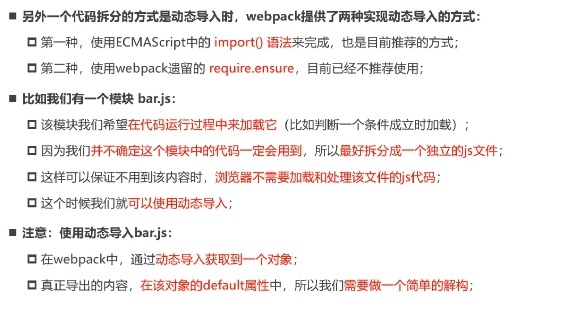 ■ 另外一个代码拆分的方式是动态导入时，webpack提供了两种实现动态导入的方式：
❑ 第一种，使用ECMAScript中的 import() 语法来完成，也是目前推荐的方式；
❑ 第二种，使用webpack遗留的 require.ensure，目前已经不推荐使用；
■ 比如我们有一个模块 bar.js：
❑ 该模块我们希望在代码运行过程中来加载它（比如判断一个条件成立时加载）；
❑ 因为我们并不确定这个模块中的代码一定会用到，所以最好拆分成一个独立的js文件；
❑ 这样可以保证不用到该内容时，浏览器不需要加载和处理该文件的js代码；
❑ 这个时候我们就可以使用动态导入；
■ 注意：使用动态导入bar.js：
❑ 在webpack中，通过动态导入获取到一个对象；
❑ 真正导出的内容，在该对象的default属性中，所以我们需要做一个简单的解构；